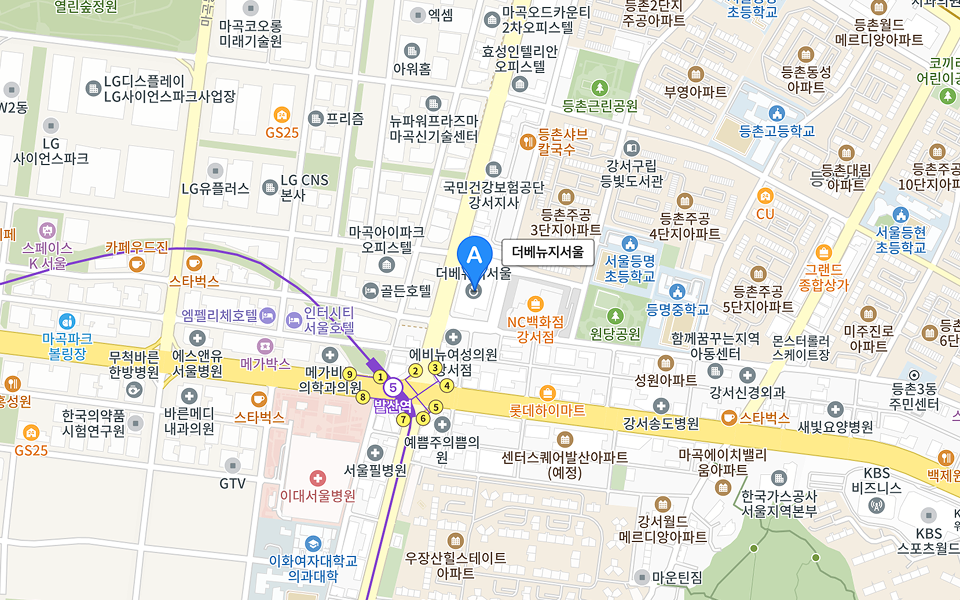 열린숲정원
마곡코오롱
미래기술원
엑셈
마곡오드카운티
2차오피스텔
등촌2단지
주공아파트
초등학교
등촌월드
메르디앙아파트
아워홈
효성인텔리안
오피스텔
등촌동성
아파트
코끼리
어린이공
LG디스플레이
LG사이언스파크사업장
W2동
GS25
프리즘
뉴파워프라즈마
마곡신기술센터
등촌근린공원
부영아파트
등촌고등학교
LG
사이언스파크
등촌샤브
칼국수
강서구립
등빛도서관
등촌대림
아파트
등촌주공
10단지아파
LG유플러스
LG CNS
본사
국민건강보험공단
강서지사
등촌주공
3단지아파트
등촌주공
4단지아파트
CU
서울등현
초등학교
스페이스
K 서울
카페우드진
스타벅스
마곡아이파크
오피스텔
A
더베뉴지서울
더베뉴지서울
서울등명
초등학교
그랜드
종합상가
골든호텔
등명중학교
등촌주공
5단지아파트
엠펠리체호텔
인터시티
서울호텔
NC백화점
강서점
원당공원
미주진로
아파트
마곡파크
볼링장
무척바른
한방병원
에스앤유
서울병원
메가박스
에비뉴여성의원
강서점
함께꿈꾸는지역
아동센터
몬스터롤러
스케이트장
성원아파트
강서신경외과
등촌3동
주민센터
9
1
2
3
4
5
8
5
7
6
발산역
한국의약품
시험연구원
바른메디
내과의원
스타벅스
롯데하이마트
강서송도병원
스타벅스
새빛요양병원
GS25
GTV
이대서울병원
서울필병원
예쁨주의쁨의
원
센터스퀘어발산아파트
(예정)
마곡에이치밸리
움아파트
한국가스공사
서울지역본부
KBS
비즈니스
백제원
이화여자대학교
의과대학
우장산힐스테이트
아파트
강서월드
메르디앙아파트
마운틴짐
KBS
스포츠월드